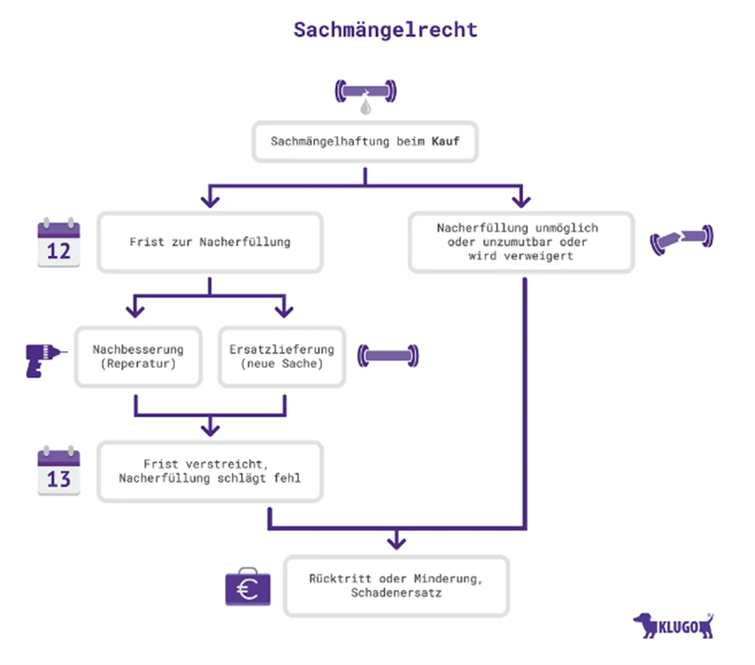 Sachmängelrecht
Sachmängelhaftung beim Kauf
12
Frist zur Nacherfüllung
Nacherfüllung unmöglich
oder unzumutbar oder
wird verweigert
Nachbesserung
(Reperatur)
Ersatzlieferung
(neue Sache)
13
Frist verstreicht,
Nacherfüllung schlägt fehl
€
Rücktritt oder Minderung,
Schadenersatz
KLUGO